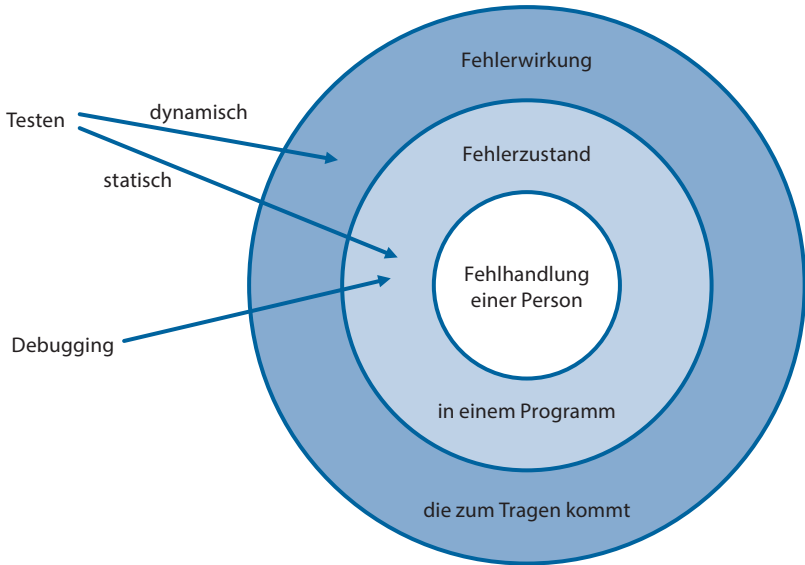 Fehlerwirkung
dynamisch
Testen
Fehlerzustand
statisch
Fehlhandlung
einer Person
Debugging
in einem Programm
die zum Tragen kommt